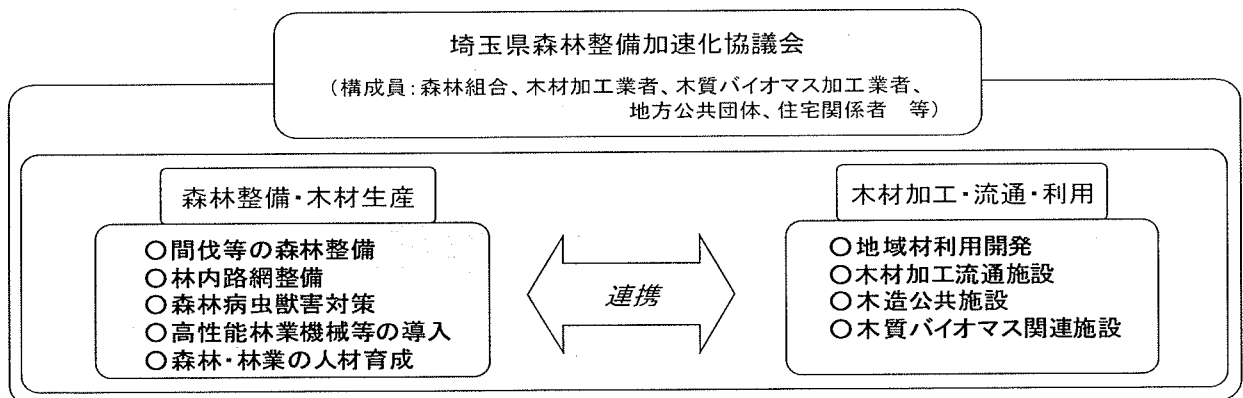 埼玉県森林整備加速化協議会
（構成員：森林組合、木材加工業者、木質バイオマス加工業者、
地方公共団体、住宅関係者　等）
森林整備・木材生産
○間伐等の森林整備
○林内路網整備
○森林病虫獣害対策
○高性能林業機械等の導入
○森林・林業の人材育成
連携
木材加工・流通・利用
○地域材利用開発
○木材加工流通施設
○木造公共施設
○木質バイオマス関連施設